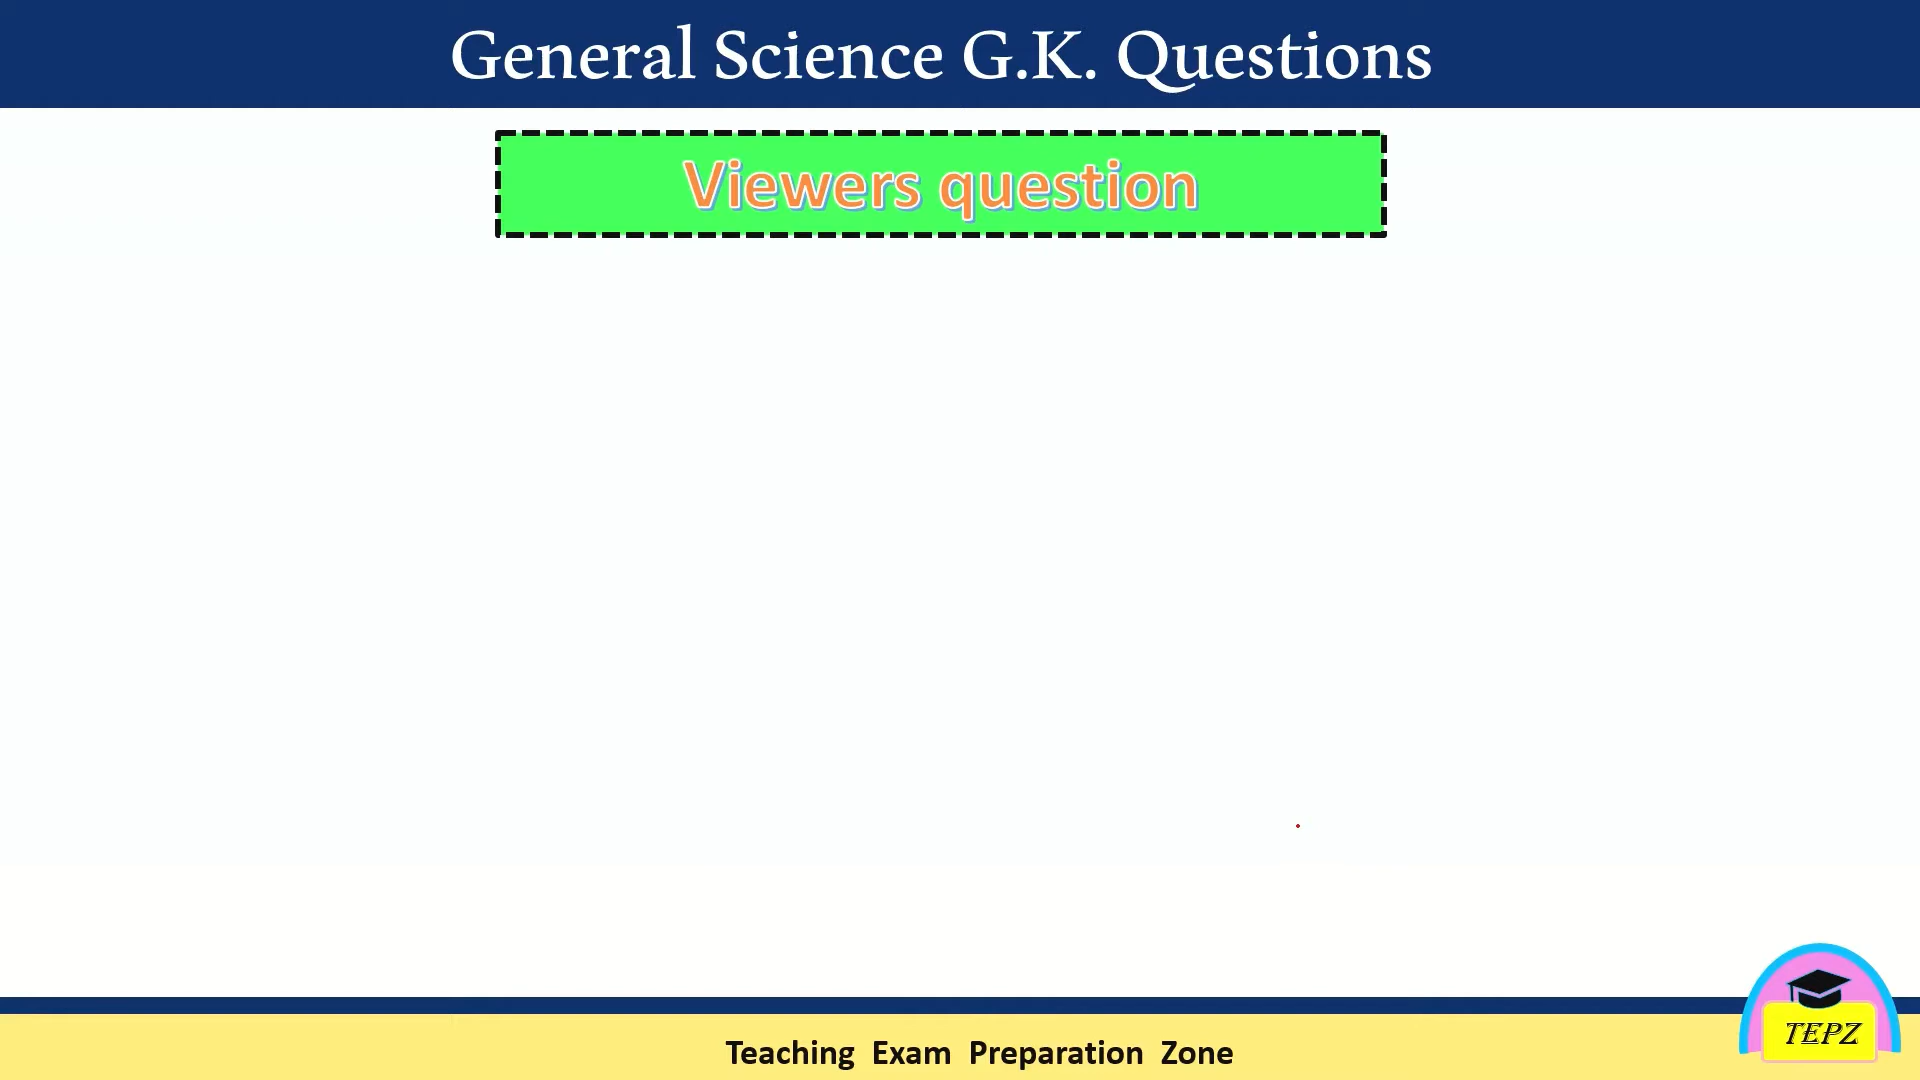 General Science G.K. Questions
Viewers question
Teaching Exam Preparation Zone
TEPZ